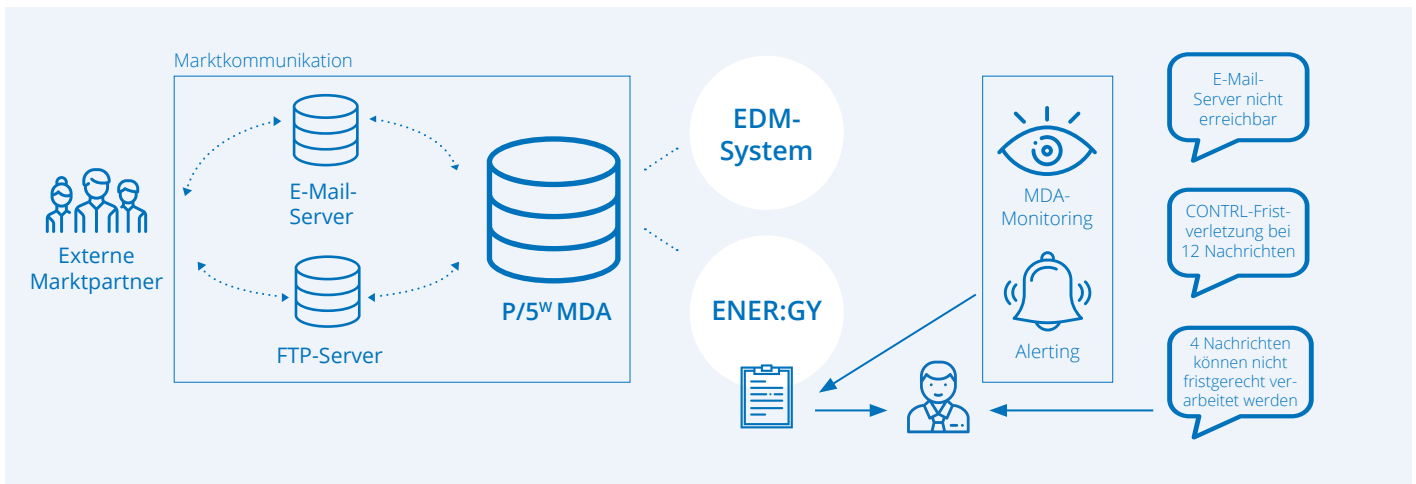 Marktkommunikation
Externe
Marktpartner
E-Mail-
Server
FTP-Server
P/5ᵂ MDA
EDM-
System
ENER:GY
MDA-
Monitoring
Alerting
E-Mail-
Server nicht
erreichbar
CONTRL-Frist-
verletzung bei
12 Nachrichten
4 Nachrichten
können nicht
fristgerecht ver-
arbeitet werden